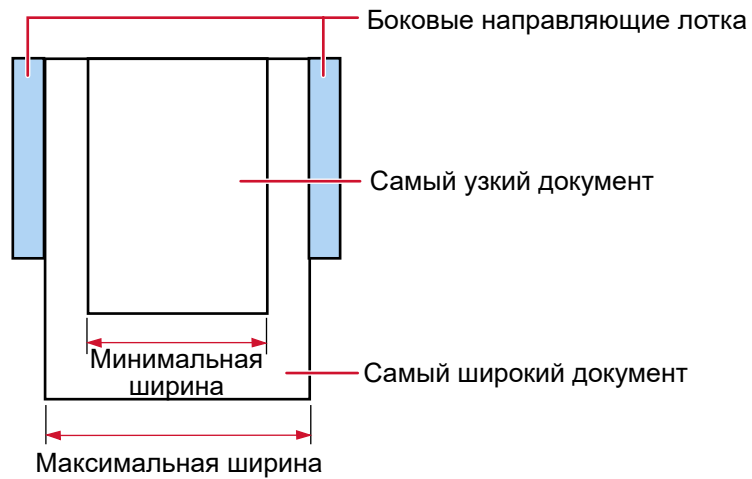 Боковые направляющие лотка
Самый узкий документ
Минимальная
ширина
Самый широкий документ
Максимальная ширина